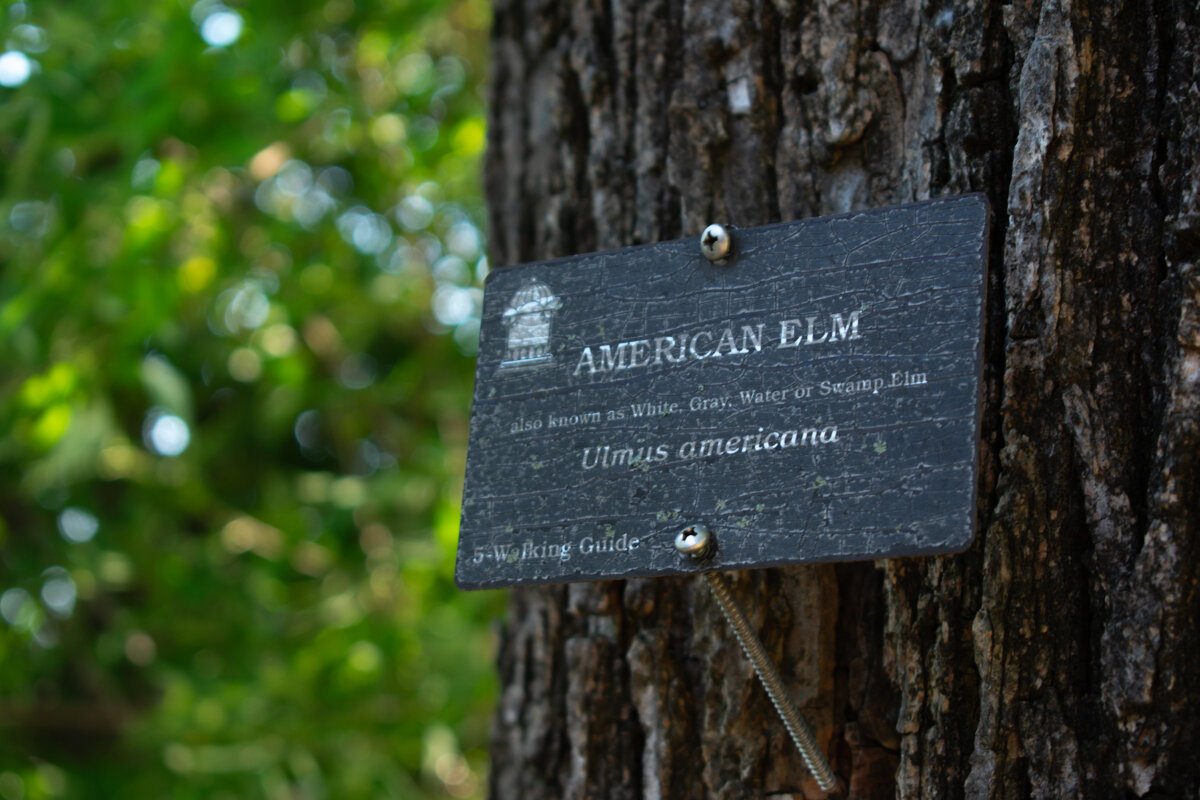 AMERICAN ELM
also known as White, Gray, Water or Swamp Elm
Ulmus americana
5-Walking Guide